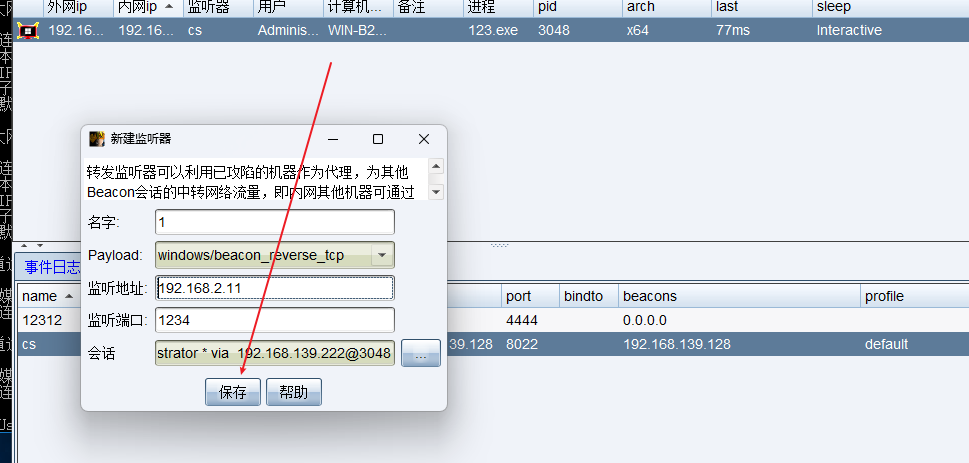 外网ip 内网ip 监听器 用户 计算机... 备注 进程 pid arch last sleep
192.16... 192.16... cs Adminis... WIN-B2... 123.exe 3048 x64 77ms Interactive
新建监听器
转发监听器可以利用已攻陷的机器作为代理，为其他
Beacon会话的中转网络流量，即内网其他机器可通过
名字: 1
Payload: windows/beacon_reverse_tcp
监听地址: 192.168.2.11
监听端口: 1234
会话 strator * via 192.168.139.222@3048 ...
保存 帮助
事件日志
name port bindto beacons profile
12312 4444 0.0.0.0
cs 39.128 8022 192.168.139.128 default